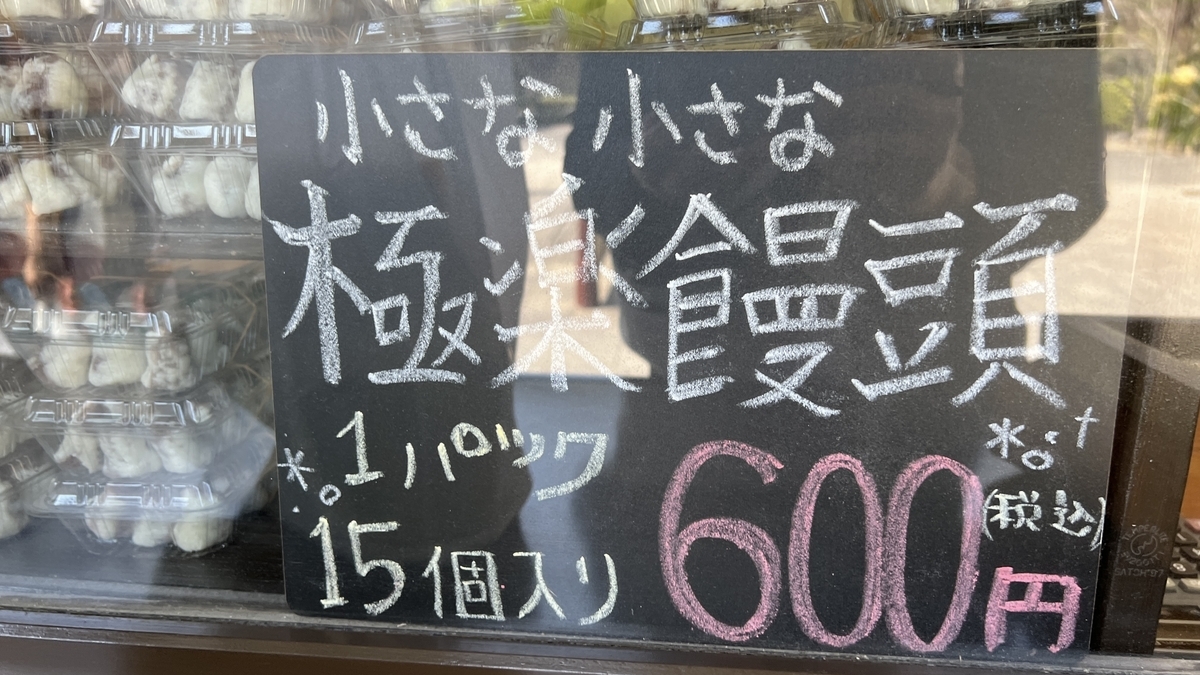 小さな小さな
極楽饅頭
1パック
15個入り
600円
(税込)